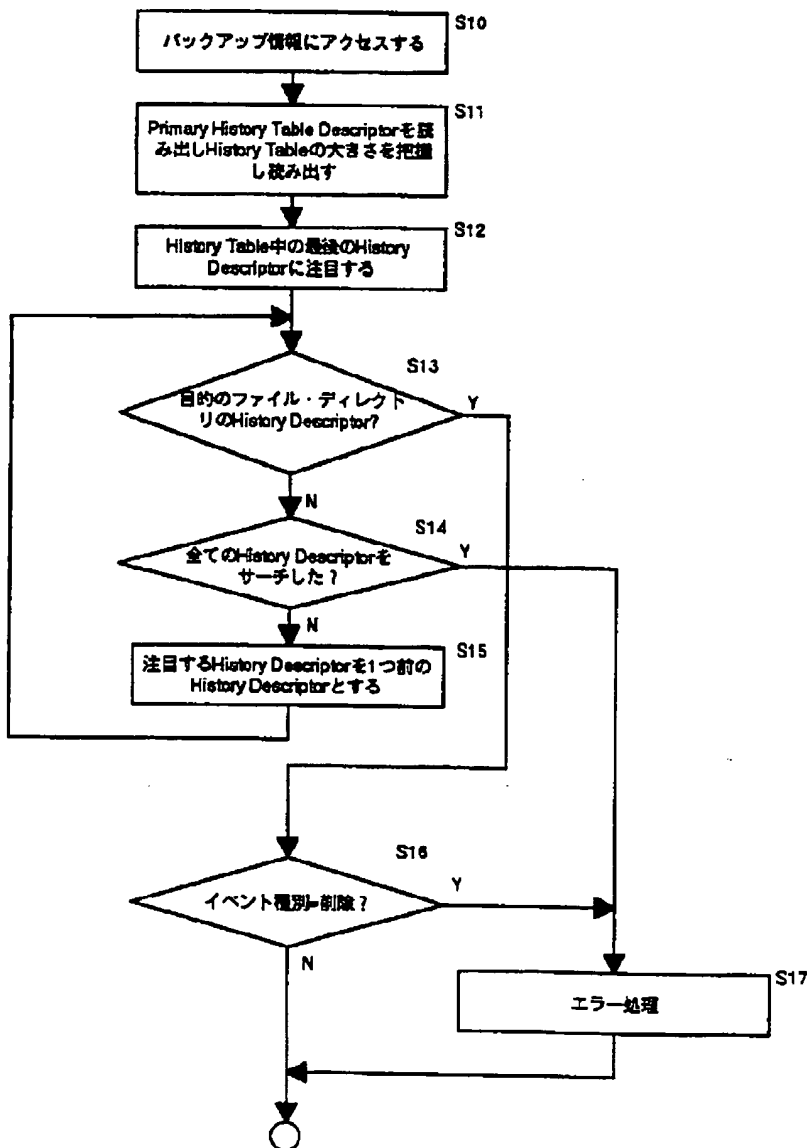 S10
バックアップ情報にアクセスする
S11
Primary History Table Descriptorを読
み出しHistory Tableの大きさを把握
し読み出す
S12
History Table中の最後のHistory
Descriptorに注目する
S13
目的のファイル・ディレクト
リのHistory Descriptor?
Y
N
S14
全てのHistory Descriptorを
サーチした?
Y
N
S15
注目するHistory Descriptorを1つ前の
History Descriptorとする
S16
イベント種別=削除?
Y
N
S17
エラー処理